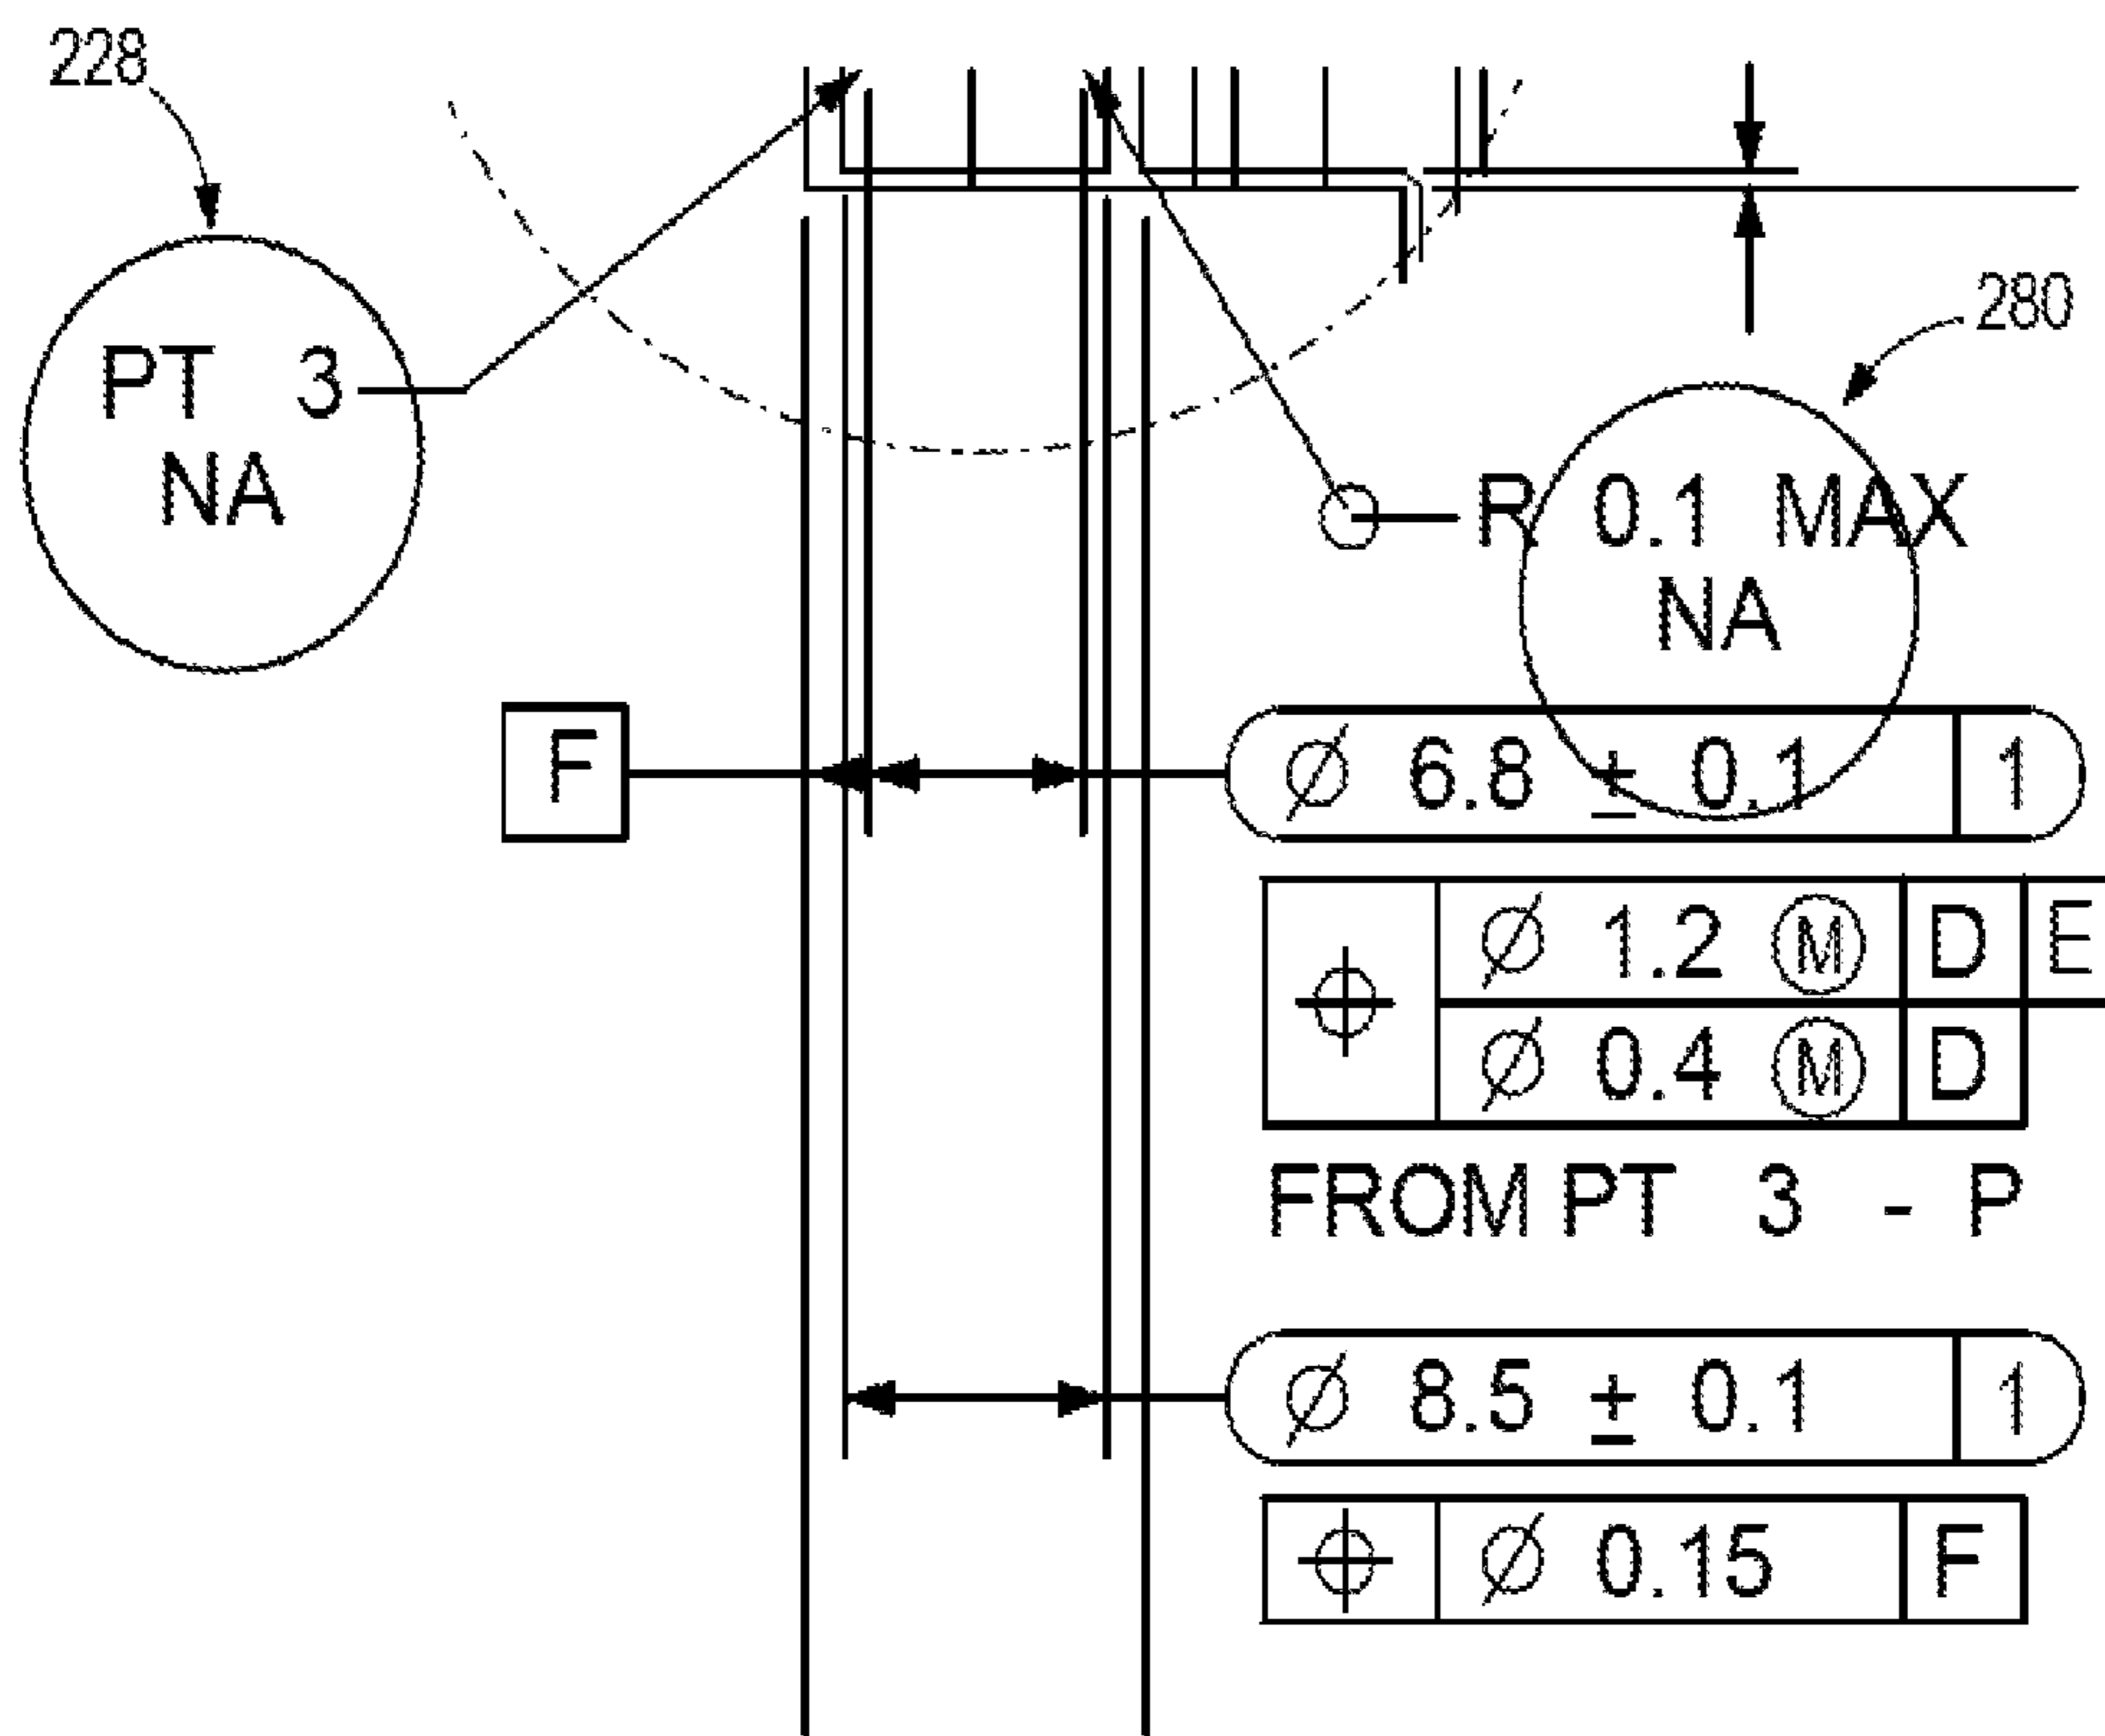 228
PT 3
NA
280
R 0.1 MAX
NA
F
Ø 6.8 ± 0.1 1
⌖ Ø 1.2 Ⓜ D E
Ø 0.4 Ⓜ D
FROM PT 3 - P
Ø 8.5 ± 0.1 1
⌖ Ø 0.15 F